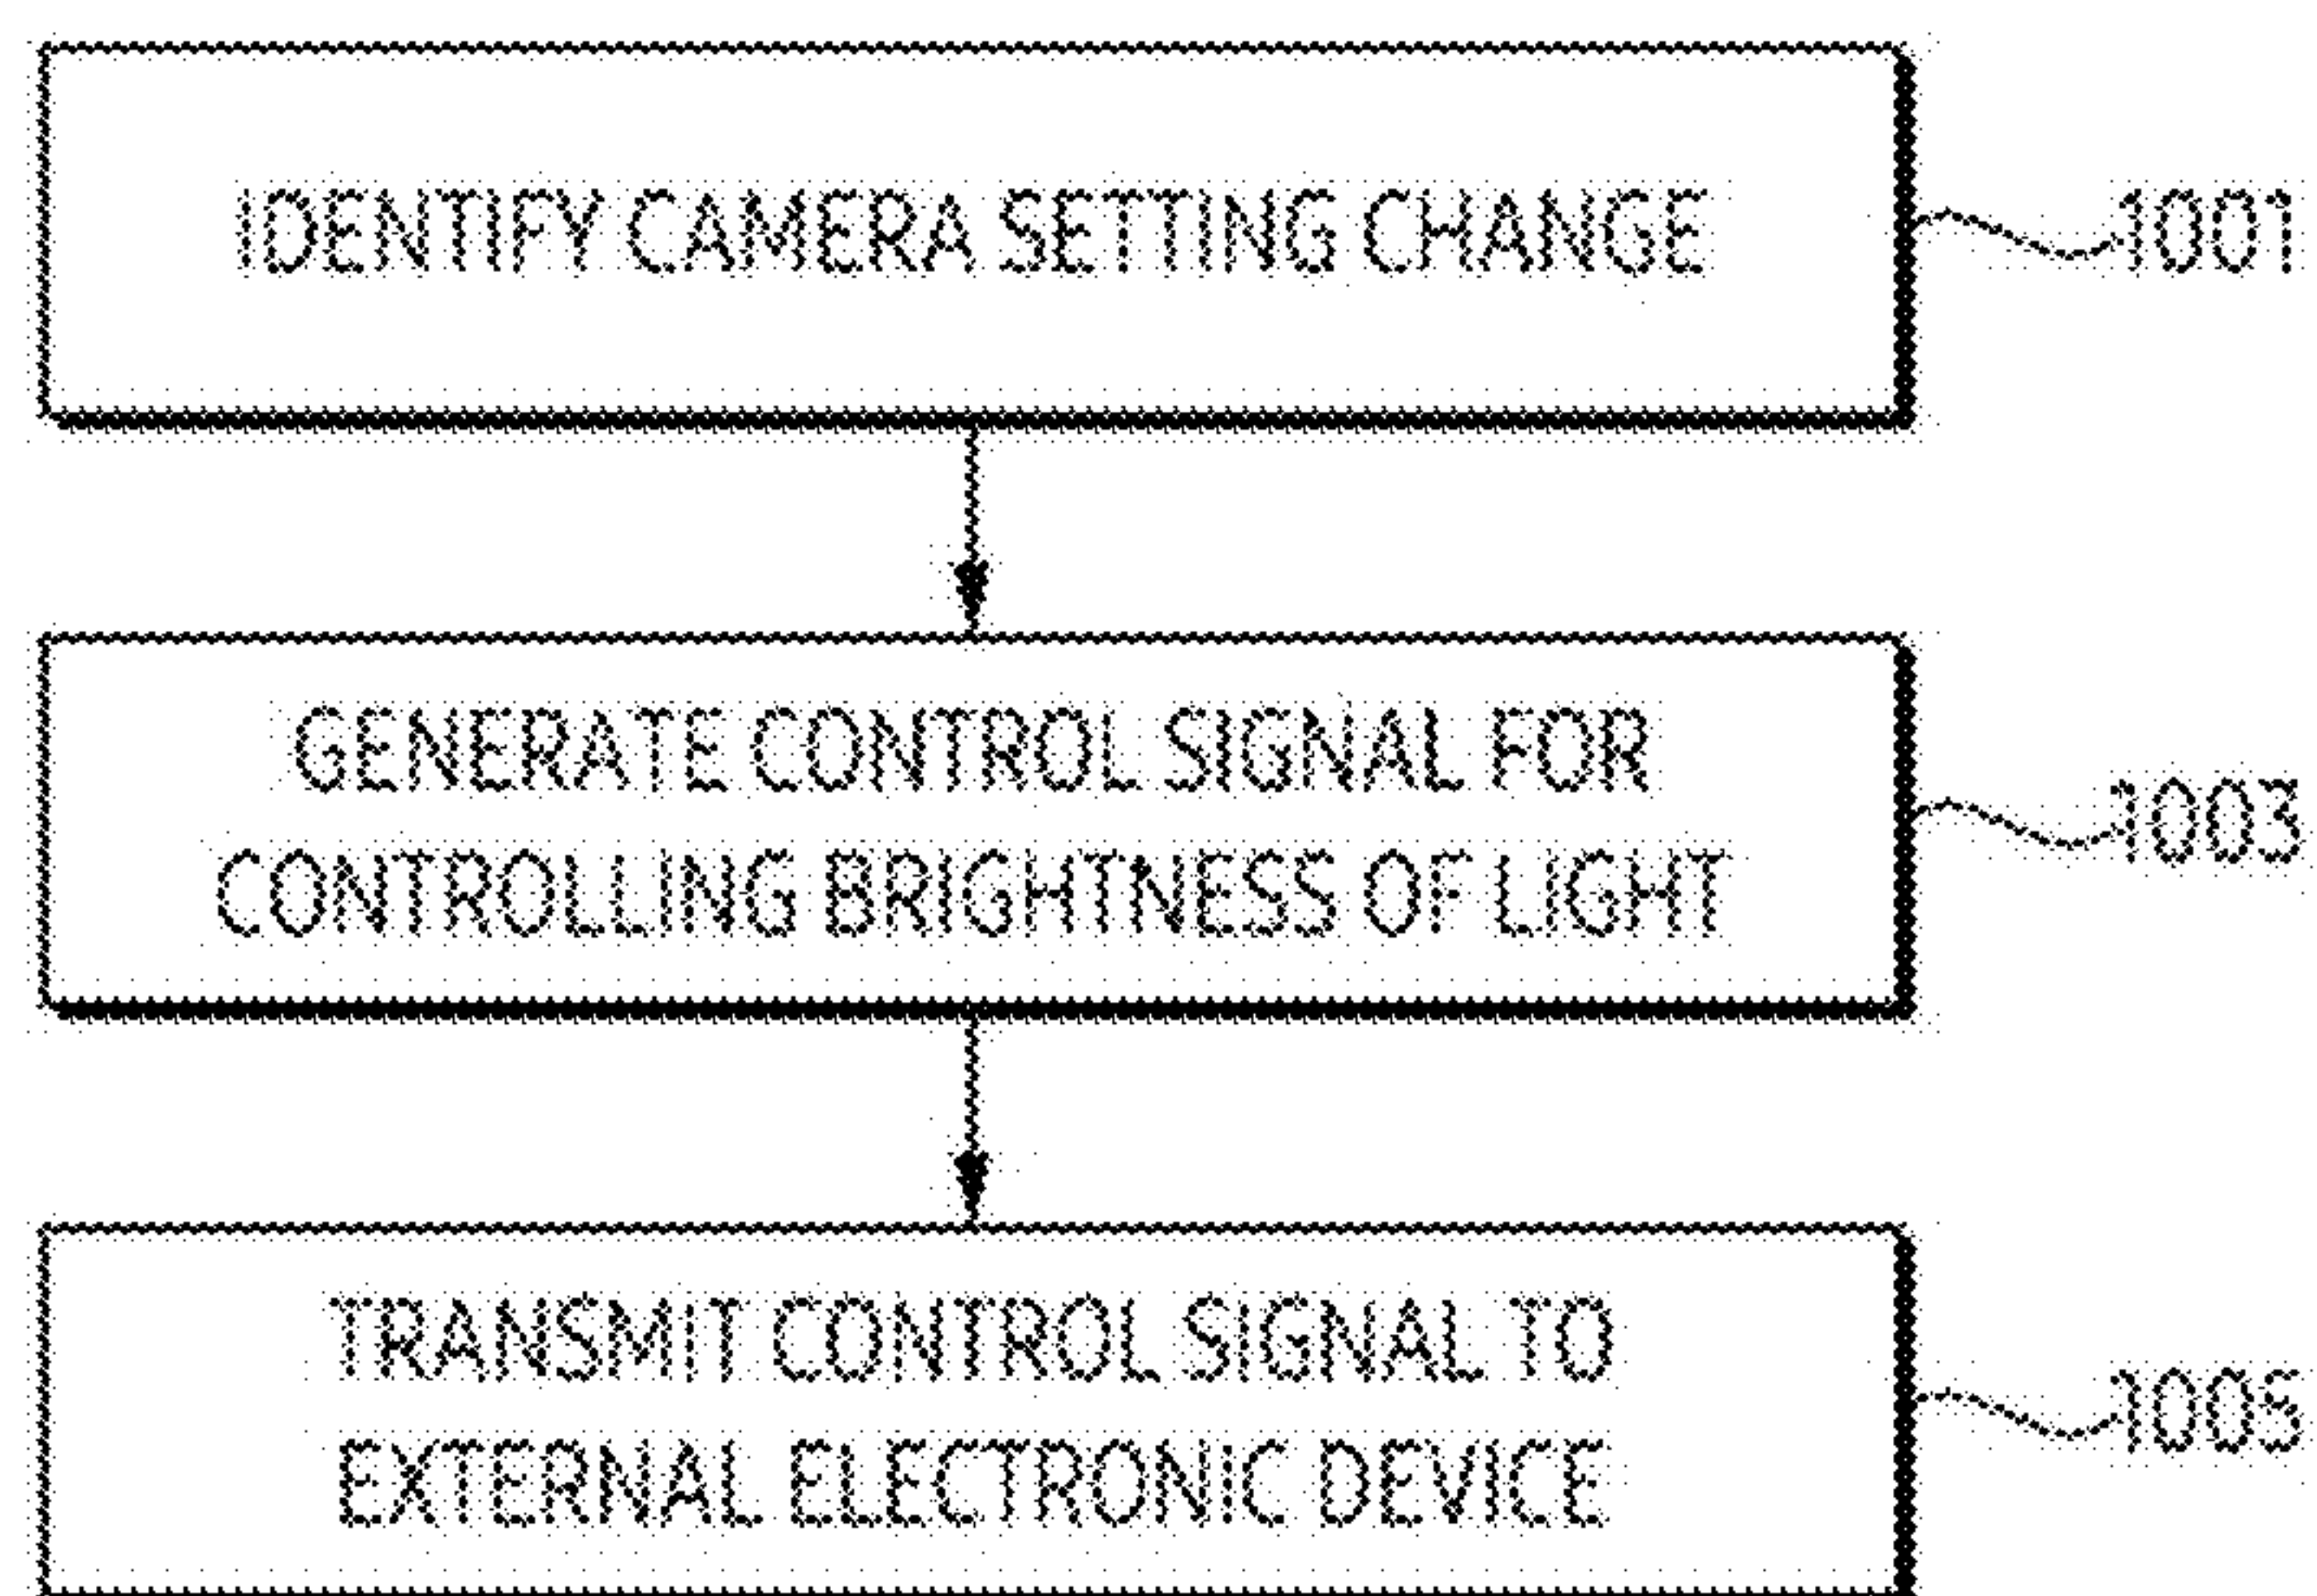 IDENTIFY CAMERA SETTING CHANGE
1001
GENERATE CONTROL SIGNAL FOR
CONTROLLING BRIGHTNESS OF LIGHT
1003
TRANSMIT CONTROL SIGNAL TO
EXTERNAL ELECTRONIC DEVICE
1005